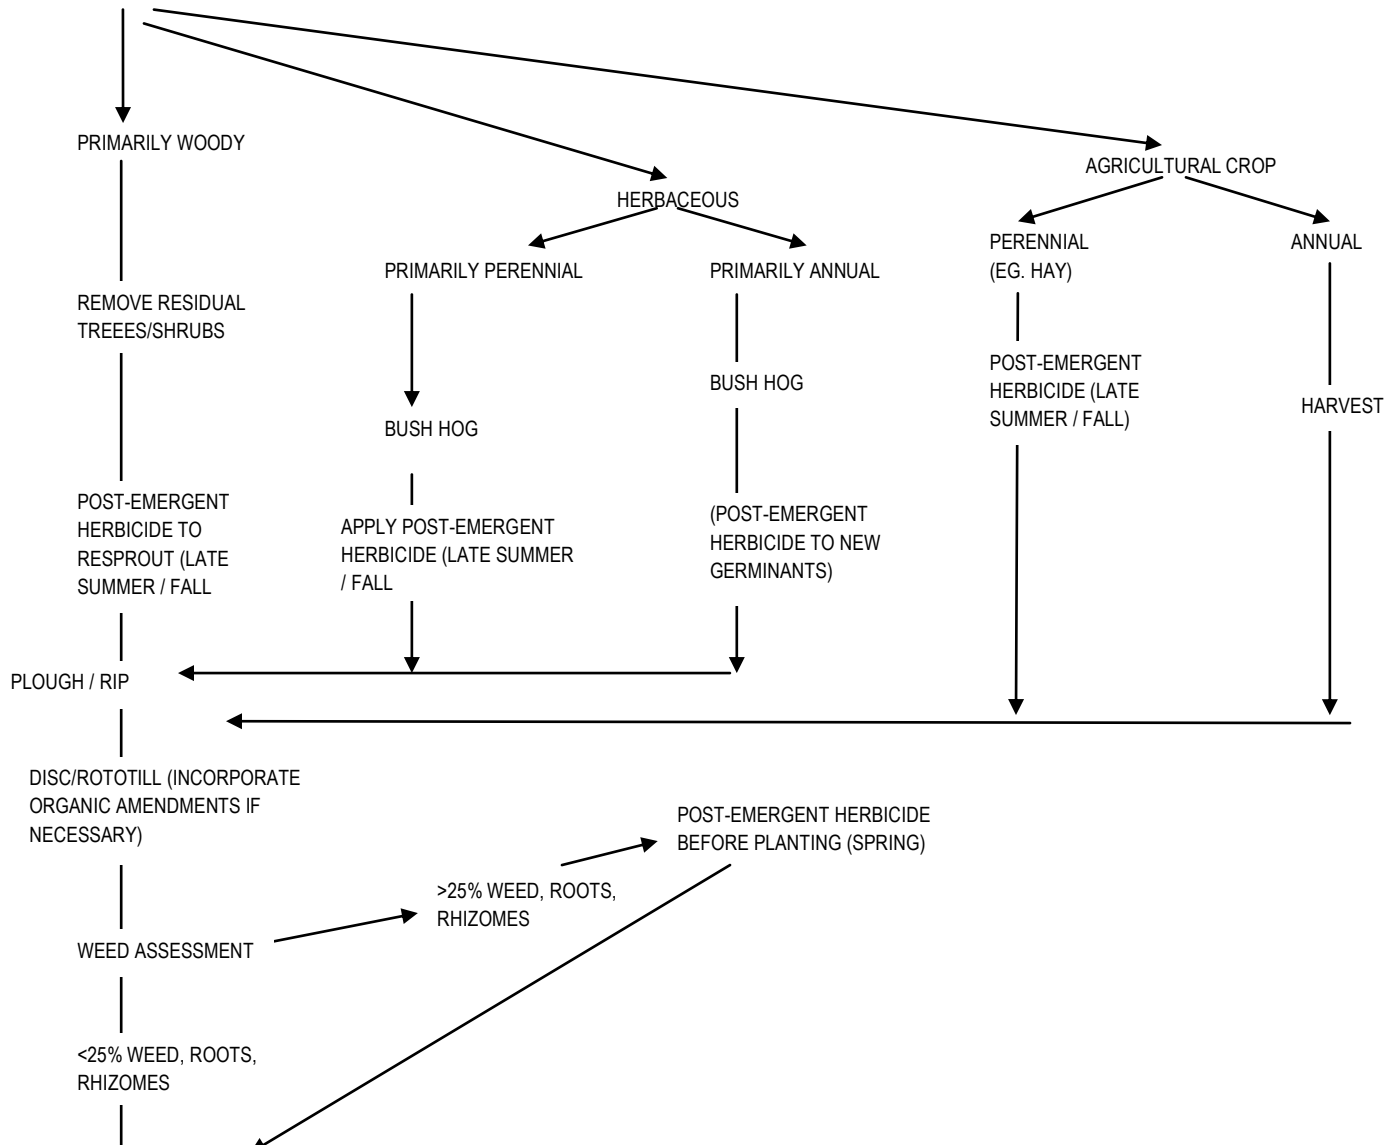 PRIMARILY WOODY
AGRICULTURAL CROP
HERBACEOUS
PERENNIAL
(EG. HAY)
ANNUAL
PRIMARILY PERENNIAL
PRIMARILY ANNUAL
REMOVE RESIDUAL
TREEES/SHRUBS
POST-EMERGENT
HERBICIDE (LATE
SUMMER / FALL)
BUSH HOG
HARVEST
BUSH HOG
POST-EMERGENT
HERBICIDE TO
RESPROUT (LATE
SUMMER / FALL
APPLY POST-EMERGENT
HERBICIDE (LATE SUMMER
/ FALL
(POST-EMERGENT
HERBICIDE TO NEW
GERMINANTS)
PLOUGH / RIP
DISC/ROTOTILL (INCORPORATE
ORGANIC AMENDMENTS IF
NECESSARY)
POST-EMERGENT HERBICIDE
BEFORE PLANTING (SPRING)
>25% WEED, ROOTS,
RHIZOMES
WEED ASSESSMENT
<25% WEED, ROOTS,
RHIZOMES